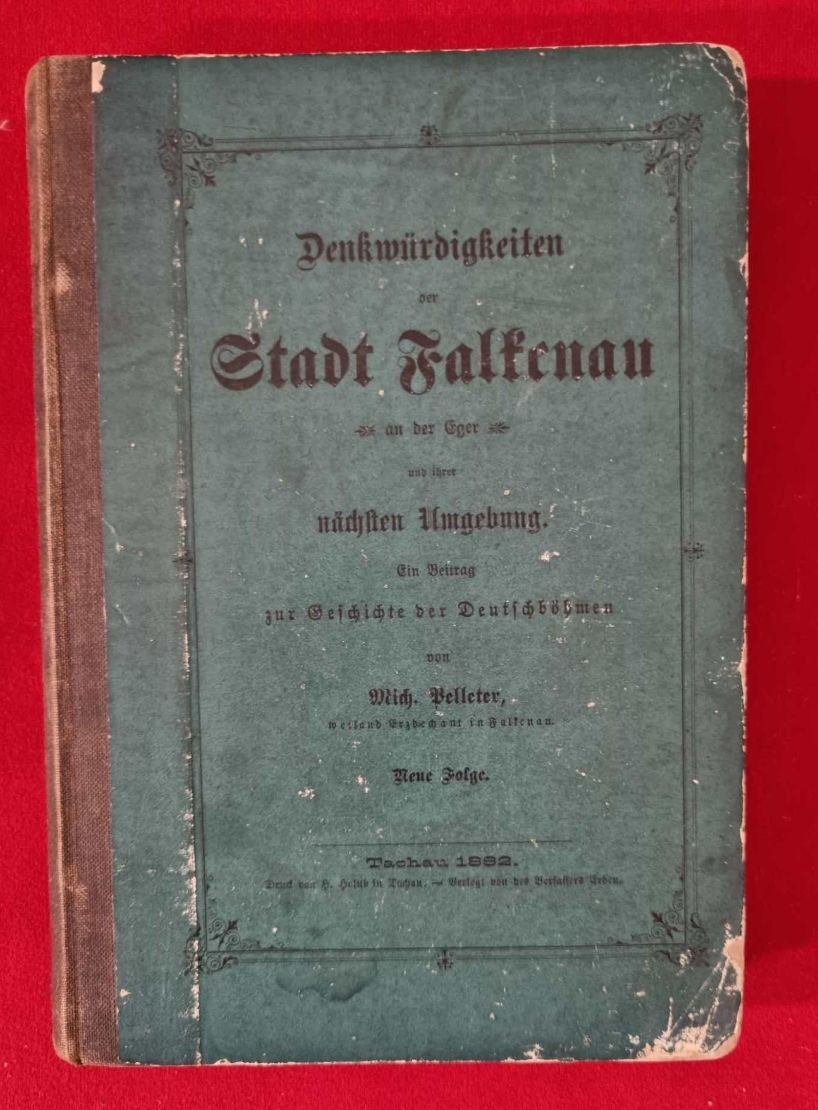 Denkwürdigkeiten
der
Stadt Falkenau
an der Eger
und ihrer
nächsten Umgebung.
Ein Beitrag
zur Geschichte der Deutschböhmen
von
Mich. Pelleter,
weiland Erzdechant in Falkenau.
Neue Folge.
Tachau 1882.
Druck von H. Holub in Tachau. — Verlegt von des Verfassers Erben.